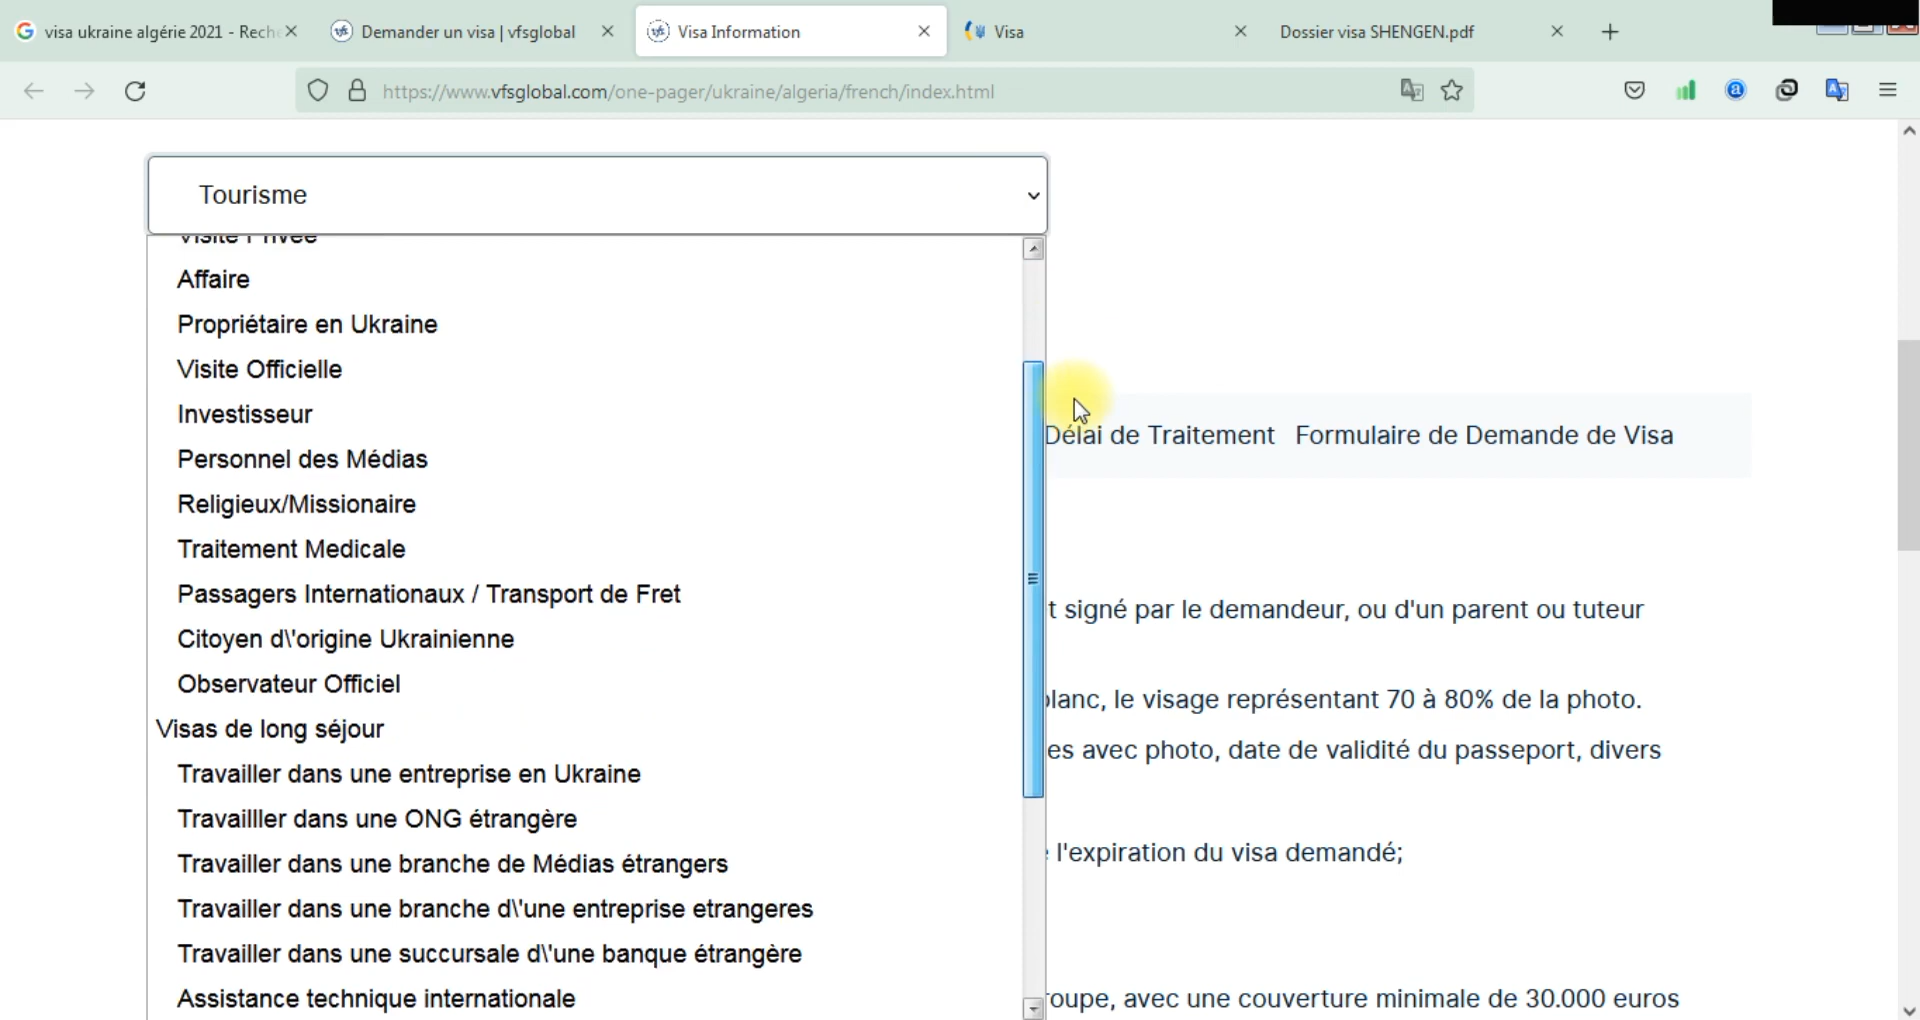 visa ukraine algérie 2021 - Rech
Demander un visa | vfsglobal
Visa Information
Visa
Dossier visa SHENGEN.pdf
https://www.vfsglobal.com/one-pager/ukraine/algeria/french/index.html
Tourisme
Visite Privée
Affaire
Propriétaire en Ukraine
Visite Officielle
Investisseur
Personnel des Médias
Religieux/Missionaire
Traitement Medicale
Passagers Internationaux / Transport de Fret
Citoyen d\'origine Ukrainienne
Observateur Officiel
Visas de long séjour
Travailler dans une entreprise en Ukraine
Travailller dans une ONG étrangère
Travailler dans une branche de Médias étrangers
Travailler dans une branche d\'une entreprise etrangeres
Travailler dans une succursale d\'une banque étrangère
Assistance technique internationale
Délai de Traitement Formulaire de Demande de Visa
t signé par le demandeur, ou d'un parent ou tuteur
blanc, le visage représentant 70 à 80% de la photo.
es avec photo, date de validité du passeport, divers
l'expiration du visa demandé;
roupe, avec une couverture minimale de 30.000 euros